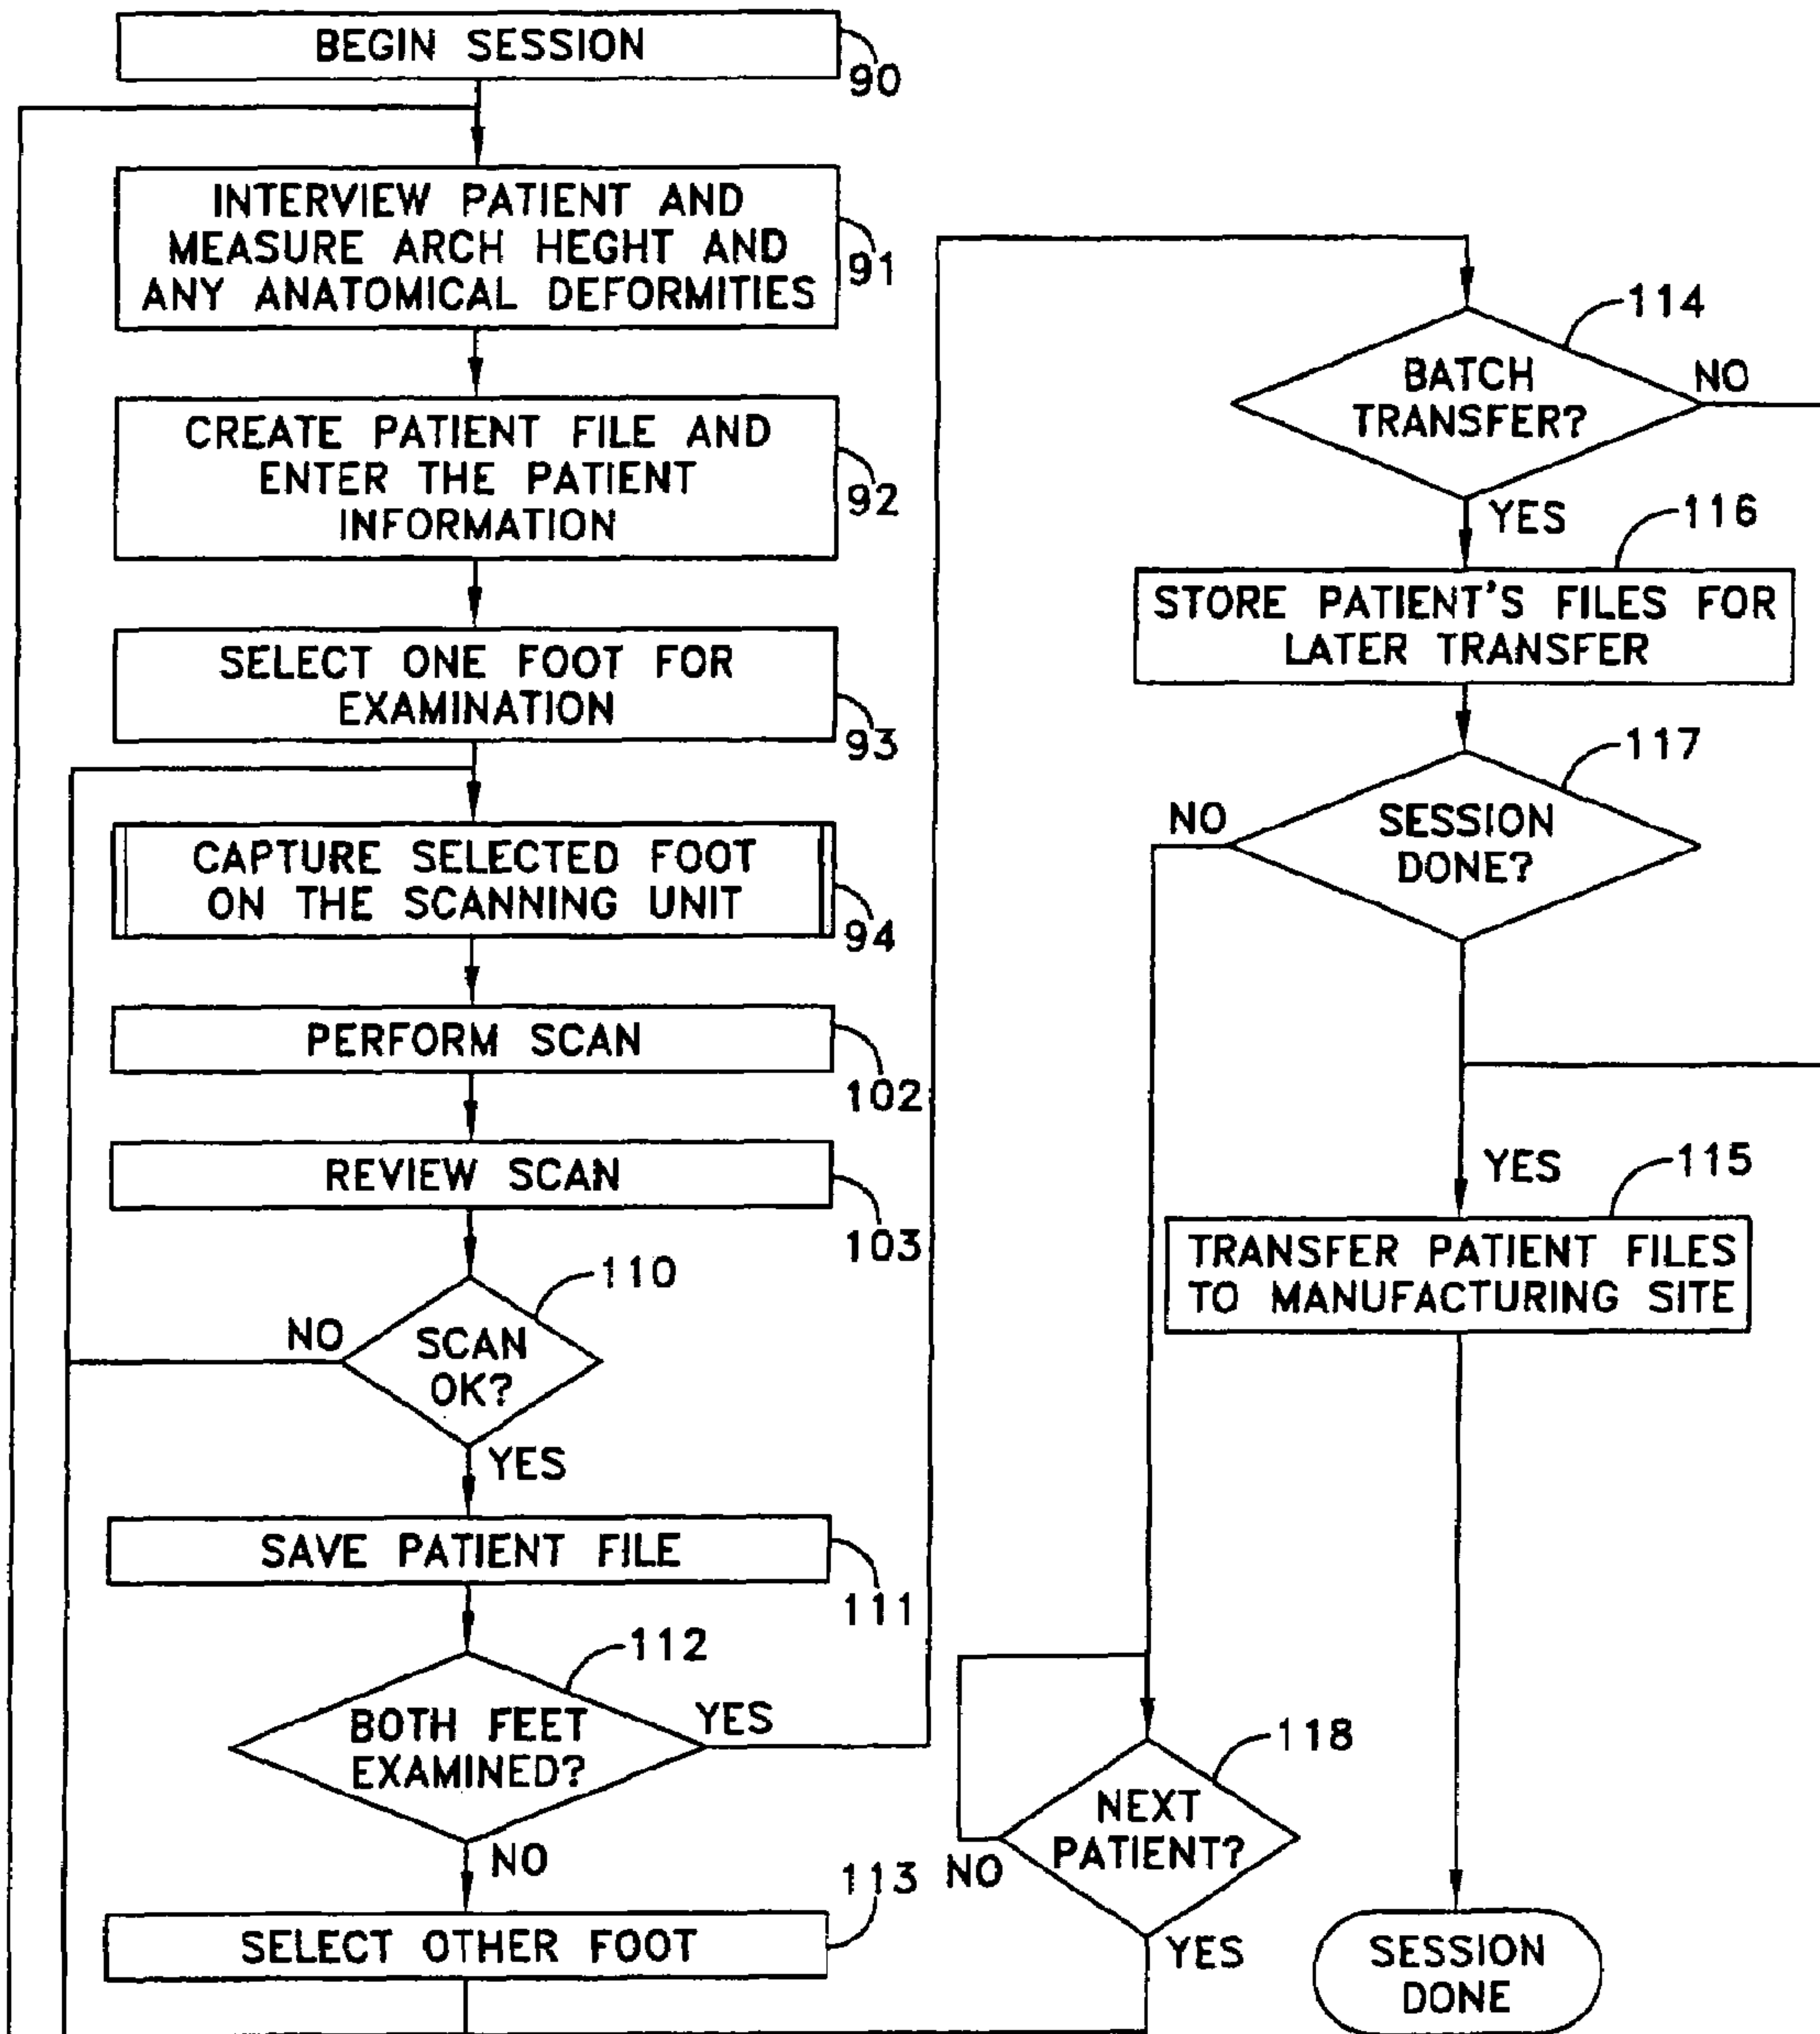 BEGIN SESSION
90
INTERVIEW PATIENT AND
MEASURE ARCH HEGHT AND
ANY ANATOMICAL DEFORMITIES
91
CREATE PATIENT FILE AND
ENTER THE PATIENT
INFORMATION
92
SELECT ONE FOOT FOR
EXAMINATION
93
CAPTURE SELECTED FOOT
ON THE SCANNING UNIT
94
PERFORM SCAN
102
REVIEW SCAN
103
110
NO
SCAN
OK?
YES
SAVE PATIENT FILE
111
112
BOTH FEET
EXAMINED?
YES
NO
113
SELECT OTHER FOOT
114
BATCH
TRANSFER?
NO
YES
116
STORE PATIENT'S FILES FOR
LATER TRANSFER
117
NO
SESSION
DONE?
YES
115
TRANSFER PATIENT FILES
TO MANUFACTURING SITE
118
NEXT
PATIENT?
NO
YES
SESSION
DONE